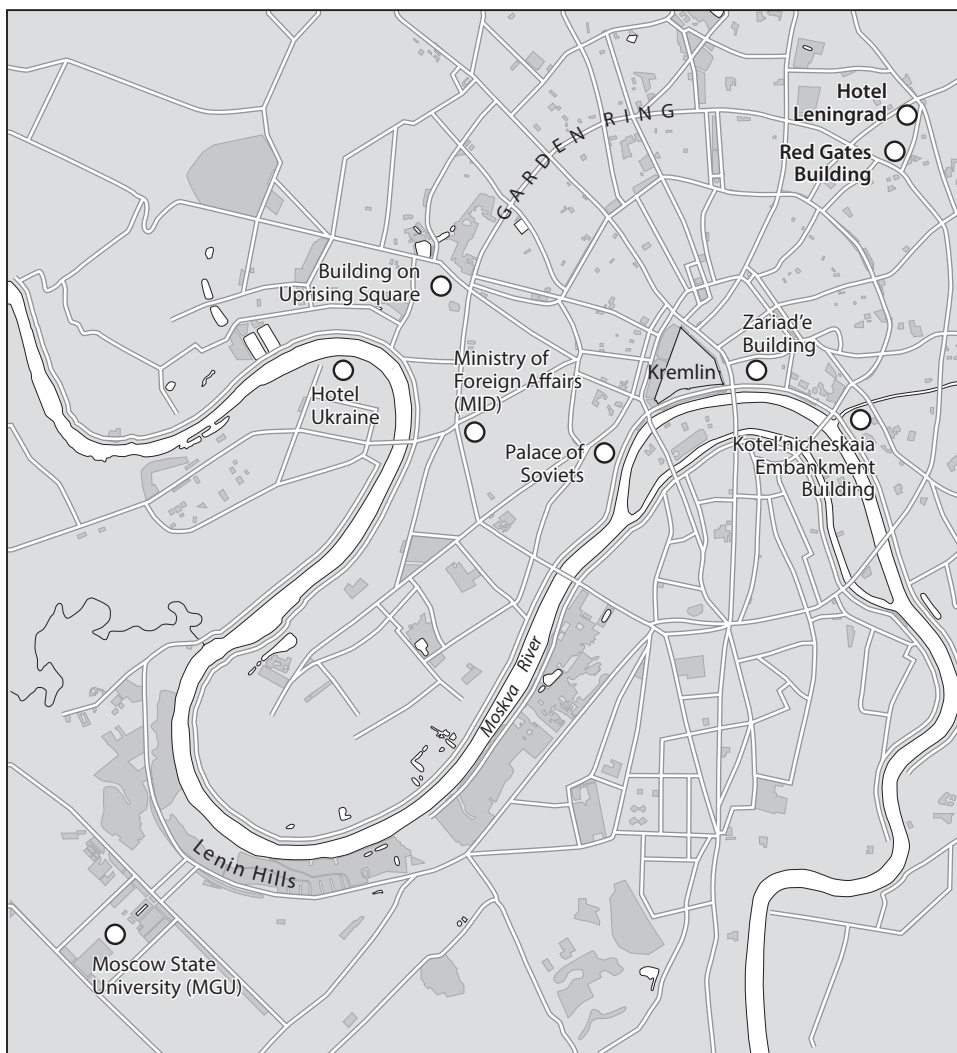 Hotel
Leningrad
GARDEN RING
Red Gates
Building
Building on
Uprising Square
Zariad'e
Building
Ministry of
Foreign Affairs
(MID)
Kremlin
Hotel
Ukraine
Palace of
Soviets
Kotel'nicheskaia
Embankment
Building
Moskva River
Lenin Hills
Moscow State
University (MGU)